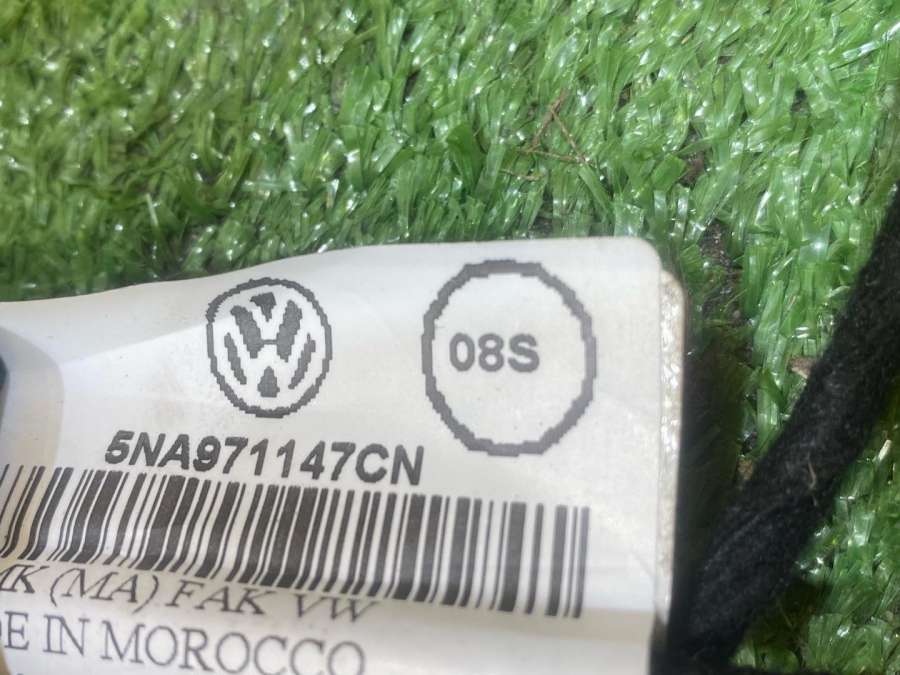 08S
5NA971147CN
(MA) FAK VW
IN MOROCCO